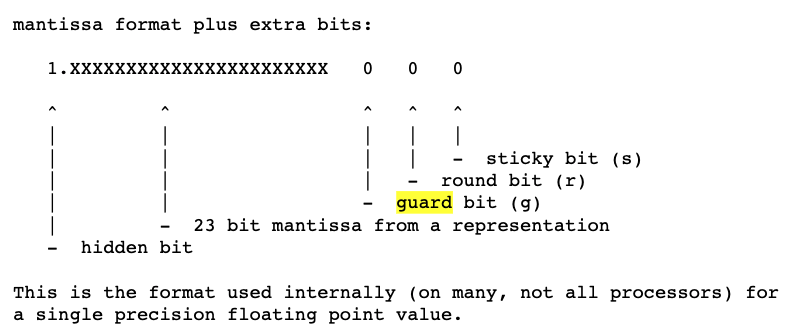 mantissa format plus extra bits:
1.XXXXXXXXXXXXXXXXXXXXXXX 0 0 0
^ ^ ^ ^ ^
| | | | |
| | | | - sticky bit (s)
| | | - round bit (r)
| | - guard bit (g)
| - 23 bit mantissa from a representation
- hidden bit
This is the format used internally (on many, not all processors) for
a single precision floating point value.